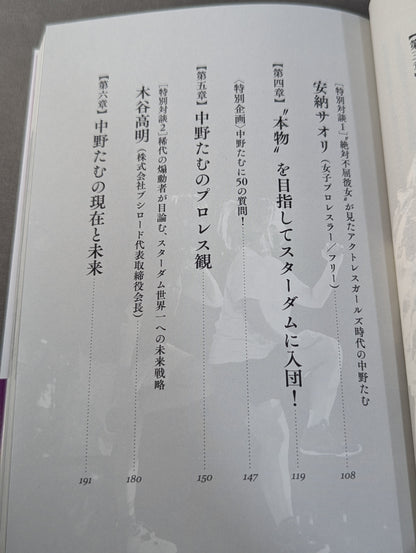 [特別対談1]“絶対不屈彼女”が見たアクトレスガールズ時代の中野たむ
安納サオリ（女子プロレスラー／フリー） 108
【第四章】〝本物〟を目指してスターダムに入団！ 119
〈特別企画〉中野たむに50の質問！ 147
【第五章】中野たむのプロレス観 150
[特別対談2]稀代の煽動者が目論む、スターダム世界一への未来戦略
木谷高明（株式会社ブシロード代表取締役会長） 180
【第六章】中野たむの現在と未来 191